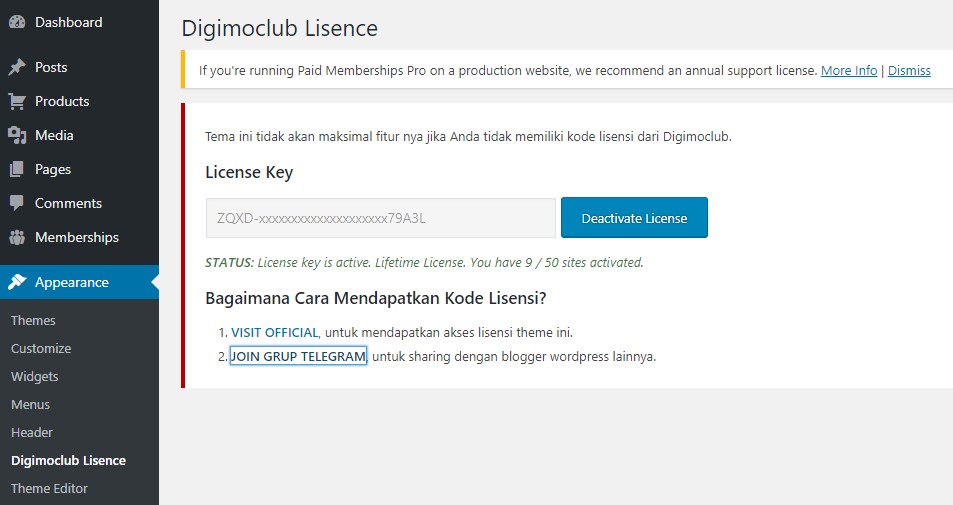 Dashboard
Posts
Products
Media
Pages
Comments
Memberships
Appearance
Themes
Customize
Widgets
Menus
Header
Digimoclub Lisence
Theme Editor
Digimoclub Lisence
If you're running Paid Memberships Pro on a production website, we recommend an annual support license. More Info | Dismiss
Tema ini tidak akan maksimal fitur nya jika Anda tidak memiliki kode lisensi dari Digimoclub.
License Key
ZQXD-xxxxxxxxxxxxxxxxxxxx79A3L
Deactivate License
STATUS: License key is active. Lifetime License. You have 9 / 50 sites activated.
Bagaimana Cara Mendapatkan Kode Lisensi?
1. VISIT OFFICIAL, untuk mendapatkan akses lisensi theme ini.
2. JOIN GRUP TELEGRAM, untuk sharing dengan blogger wordpress lainnya.